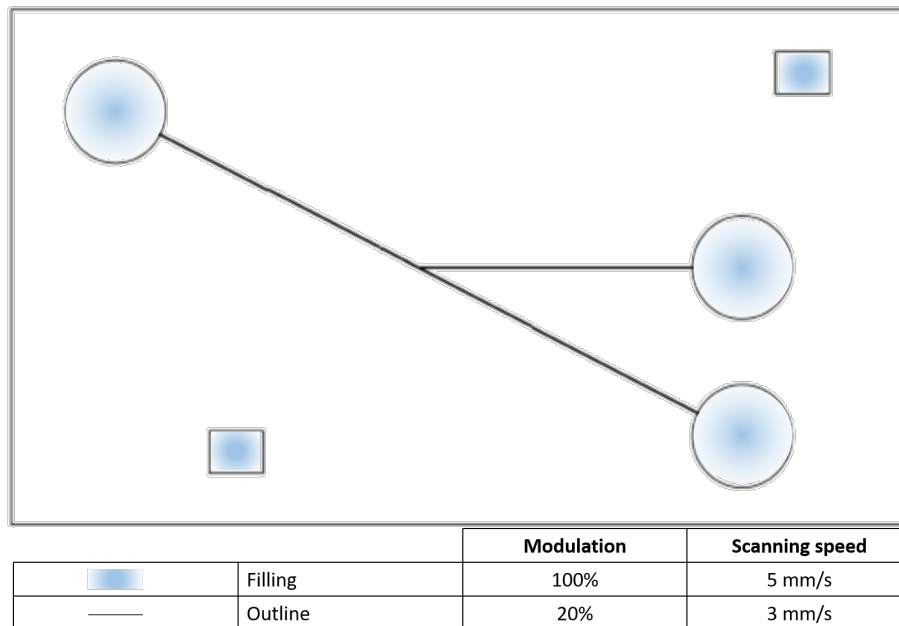 Modulation Scanning speed
Filling 100% 5 mm/s
Outline 20% 3 mm/s